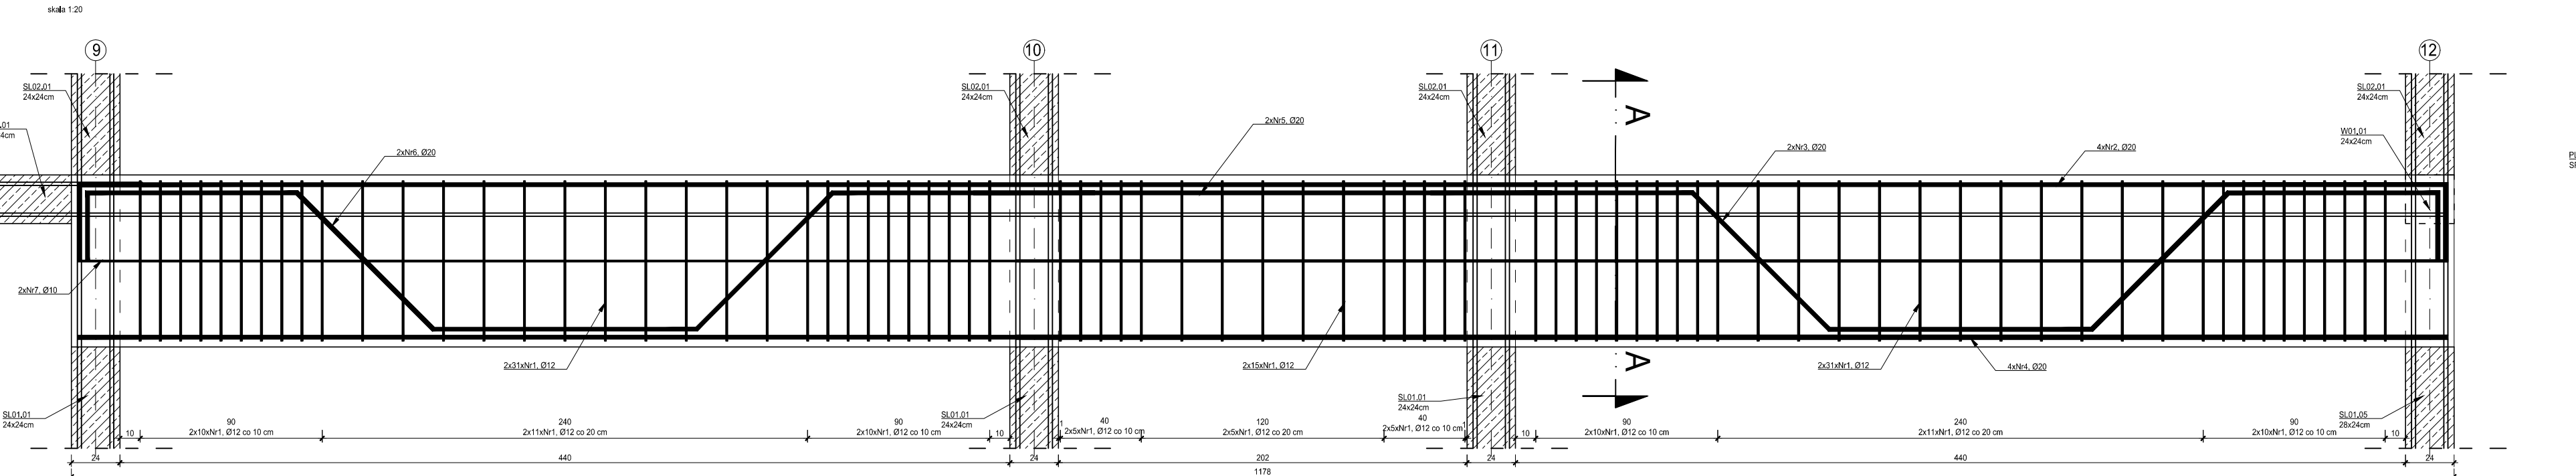 skala 1:20
9
10
11
12
SL02.01
24x24cm
SL02.01
24x24cm
SL02.01
24x24cm
SL02.01
24x24cm
.01
4cm
A
2xNr6, Ø20
2xNr5, Ø20
2xNr3, Ø20
4xNr2, Ø20
W01.01
24x24cm
2xNr7, Ø10
2x31xNr1, Ø12
2x15xNr1, Ø12
A
2x31xNr1, Ø12
4xNr4, Ø20
SL01.01
24x24cm
SL01.01
24x24cm
SL01.01
24x24cm
SL01.05
28x24cm
10
90
2x10xNr1, Ø12 co 10 cm
240
2x11xNr1, Ø12 co 20 cm
90
2x10xNr1, Ø12 co 10 cm
10
1
40
2x5xNr1, Ø12 co 10 cm
120
2x5xNr1, Ø12 co 20 cm
40
2x5xNr1, Ø12 co 10 cm
1
10
90
2x10xNr1, Ø12 co 10 cm
240
2x11xNr1, Ø12 co 20 cm
90
2x10xNr1, Ø12 co 10 cm
10
24
440
24
202
24
440
24
1178